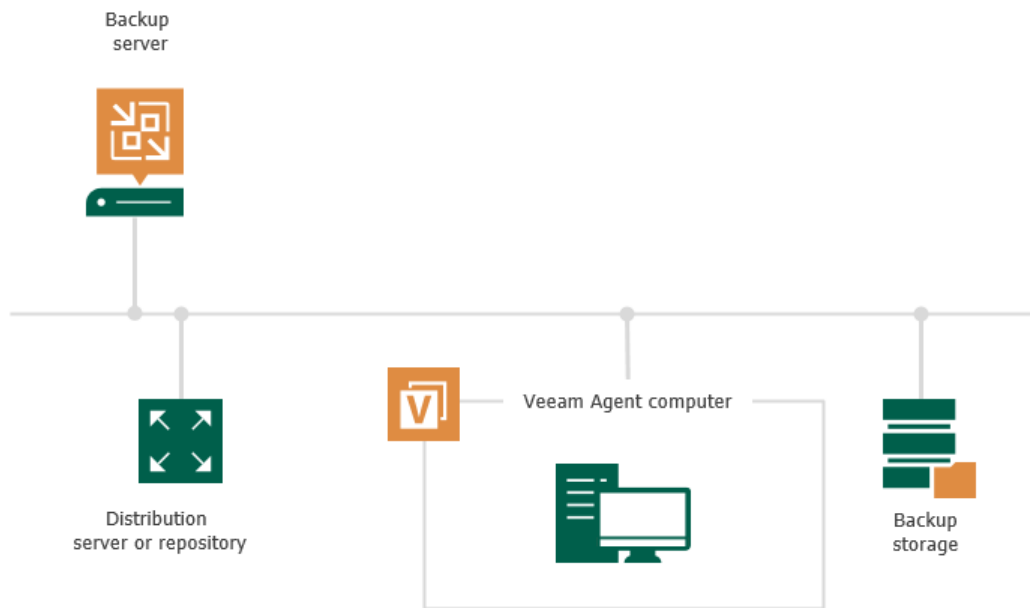 Backup
server
V
Veeam Agent computer
Distribution
server or repository
Backup
storage